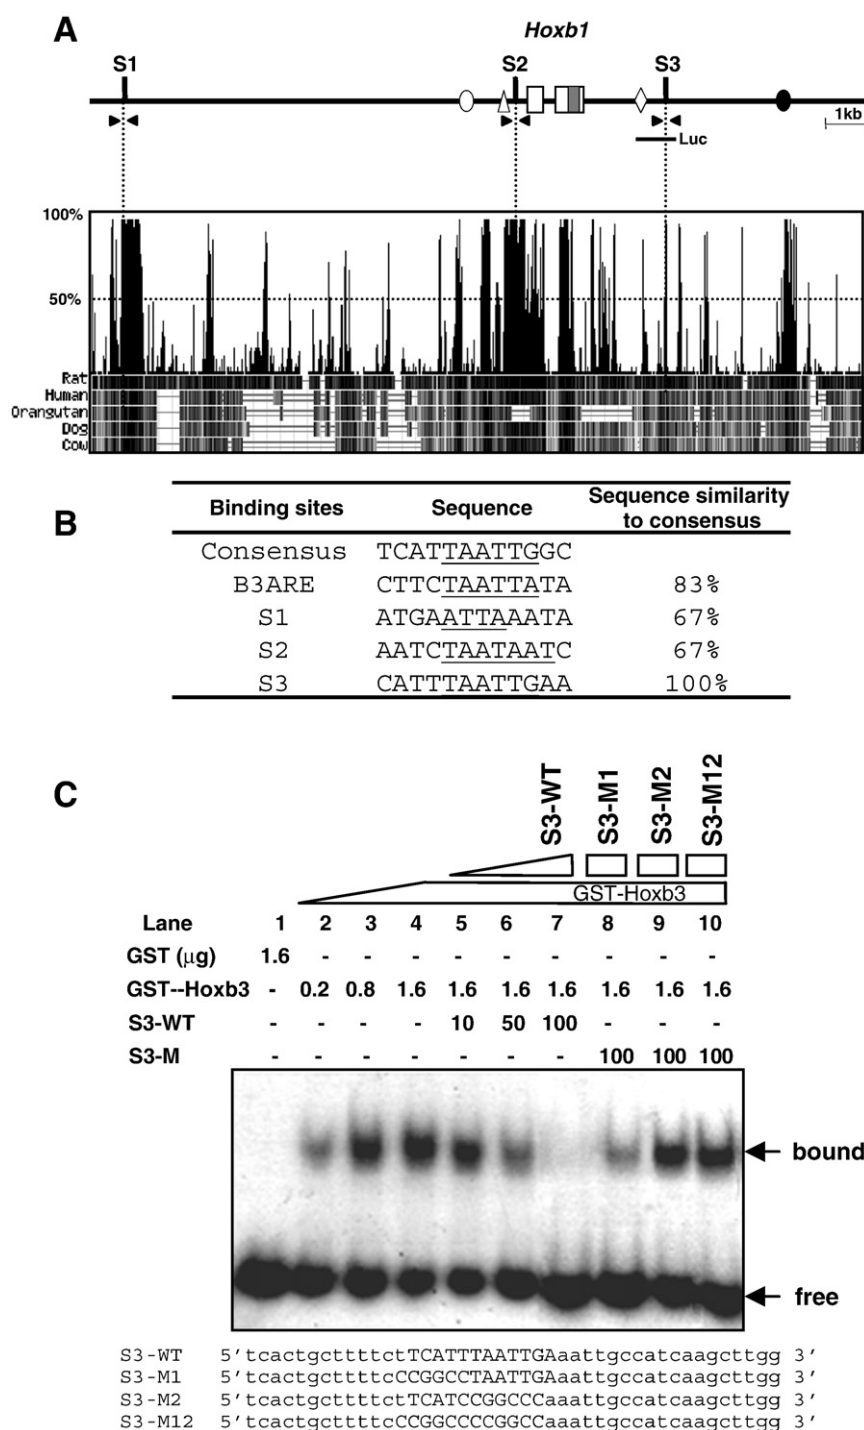 A
Hoxb1
S1 S2 S3
1kb
Luc
100%
50%
Rat
Human
Orangutan
Dog
Cow
B
Binding sites Sequence Sequence similarity to consensus
Consensus TCATTAATTGGC
B3ARE CTTCTAATTATA 83%
S1 ATGAATTAAATA 67%
S2 AATCTAATAATC 67%
S3 CATTTAATTGAA 100%
C
S3-WT S3-M1 S3-M2 S3-M12
GST-Hoxb3
Lane 1 2 3 4 5 6 7 8 9 10
GST (µg) 1.6 - - - - - - - - -
GST--Hoxb3 - 0.2 0.8 1.6 1.6 1.6 1.6 1.6 1.6 1.6
S3-WT - - - - 10 50 100 - - -
S3-M - - - - - - - 100 100 100
bound
free
S3-WT 5'tcactgcttttctTCATTTAATTGAaattgccatcaagcttgg 3'
S3-M1 5'tcactgcttttcCCGGCCTAATTGAaattgccatcaagcttgg 3'
S3-M2 5'tcactgcttttctTCATCCGGCCCaaattgccatcaagcttgg 3'
S3-M12 5'tcactgcttttcCCGGCCCCGGCCaaattgccatcaagcttgg 3'